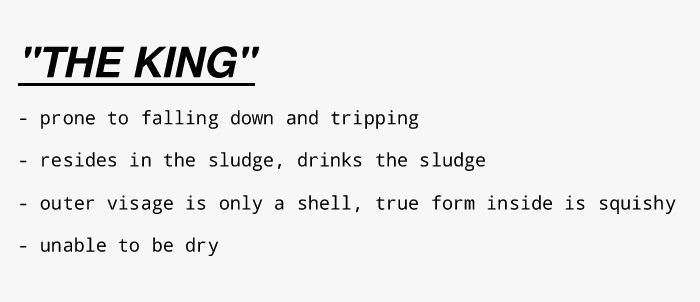 "THE KING"
- prone to falling down and tripping
- resides in the sludge, drinks the sludge
- outer visage is only a shell, true form inside is squishy
- unable to be dry